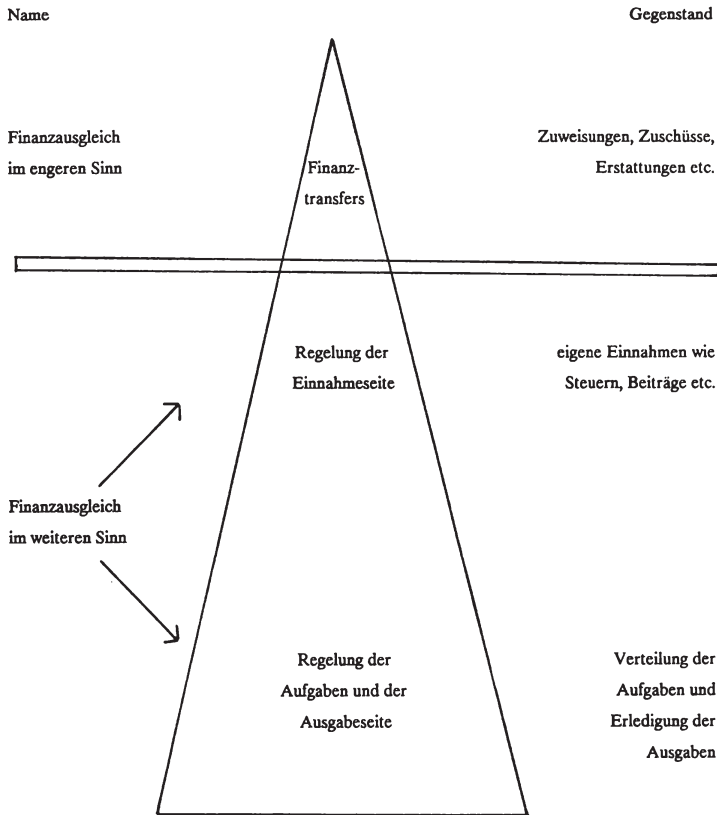 Name
Gegenstand
Finanzausgleich
im engeren Sinn
Finanz-
transfers
Zuweisungen, Zuschüsse,
Erstattungen etc.
Regelung der
Einnahmeseite
eigene Einnahmen wie
Steuern, Beiträge etc.
Finanzausgleich
im weiteren Sinn
Regelung der
Aufgaben und der
Ausgabeseite
Verteilung der
Aufgaben und
Erledigung der
Ausgaben